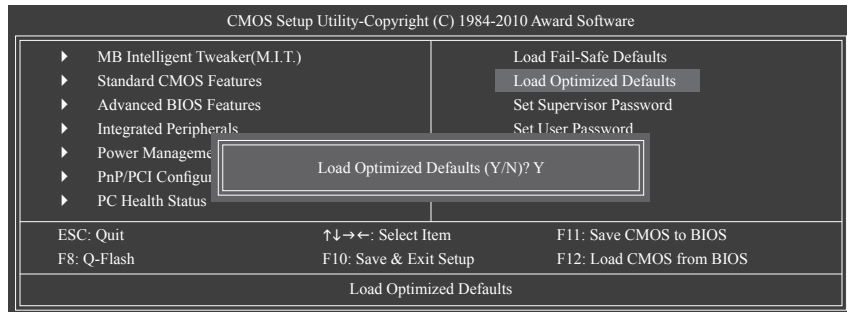 CMOS Setup Utility-Copyright (C) 1984-2010 Award Software
MB Intelligent Tweaker(M.I.T.)
Standard CMOS Features
Advanced BIOS Features
Integrated Peripherals
Power Manageme
PnP/PCI Configur
PC Health Status
Load Fail-Safe Defaults
Load Optimized Defaults
Set Supervisor Password
Set User Password
Load Optimized Defaults (Y/N)? Y
ESC: Quit
↑↓→←: Select Item
F11: Save CMOS to BIOS
F8: Q-Flash
F10: Save & Exit Setup
F12: Load CMOS from BIOS
Load Optimized Defaults